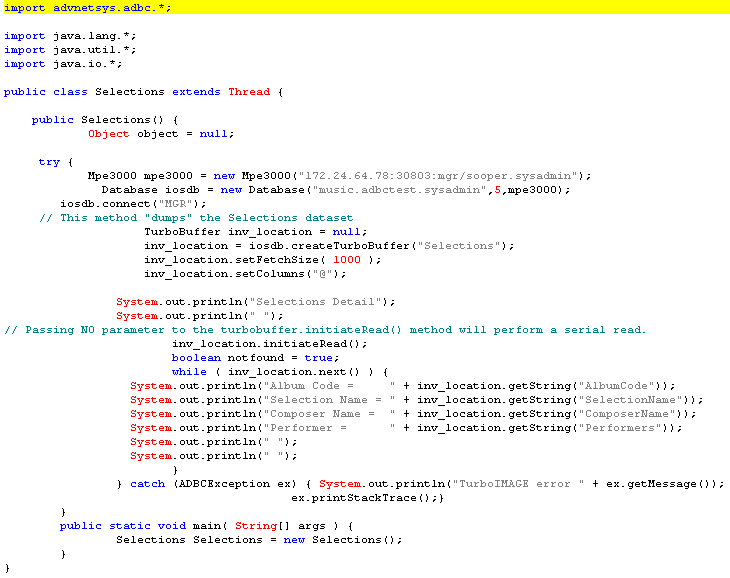 import advnetsys.adbc.*;
import java.lang.*;
import java.util.*;
import java.io.*;
public class Selections extends Thread {
public Selections() {
Object object = null;
try {
Mpe3000 mpe3000 = new Mpe3000("172.24.64.78:30803:mgr/sooper.sysadmin");
Database iosdb = new Database("music.adbctest.sysadmin",5,mpe3000);
iosdb.connect("MGR");
// This method "dumps" the Selections dataset
TurboBuffer inv_location = null;
inv_location = iosdb.createTurboBuffer("Selections");
inv_location.setFetchSize( 1000 );
inv_location.setColumns("@");
System.out.println("Selections Detail");
System.out.println(" ");
// Passing NO parameter to the turbobuffer.initiateRead() method will perform a serial read.
inv_location.initiateRead();
boolean notfound = true;
while ( inv_location.next() ) {
System.out.println("Album Code =     " + inv_location.getString("AlbumCode"));
System.out.println("Selection Name = " + inv_location.getString("SelectionName"));
System.out.println("Composer Name =  " + inv_location.getString("ComposerName"));
System.out.println("Performer =      " + inv_location.getString("Performers"));
System.out.println(" ");
System.out.println(" ");
}
} catch (ADBCException ex) { System.out.println("TurboIMAGE error " + ex.getMessage());
ex.printStackTrace();}
}
public static void main( String[] args ) {
Selections Selections = new Selections();
}
}